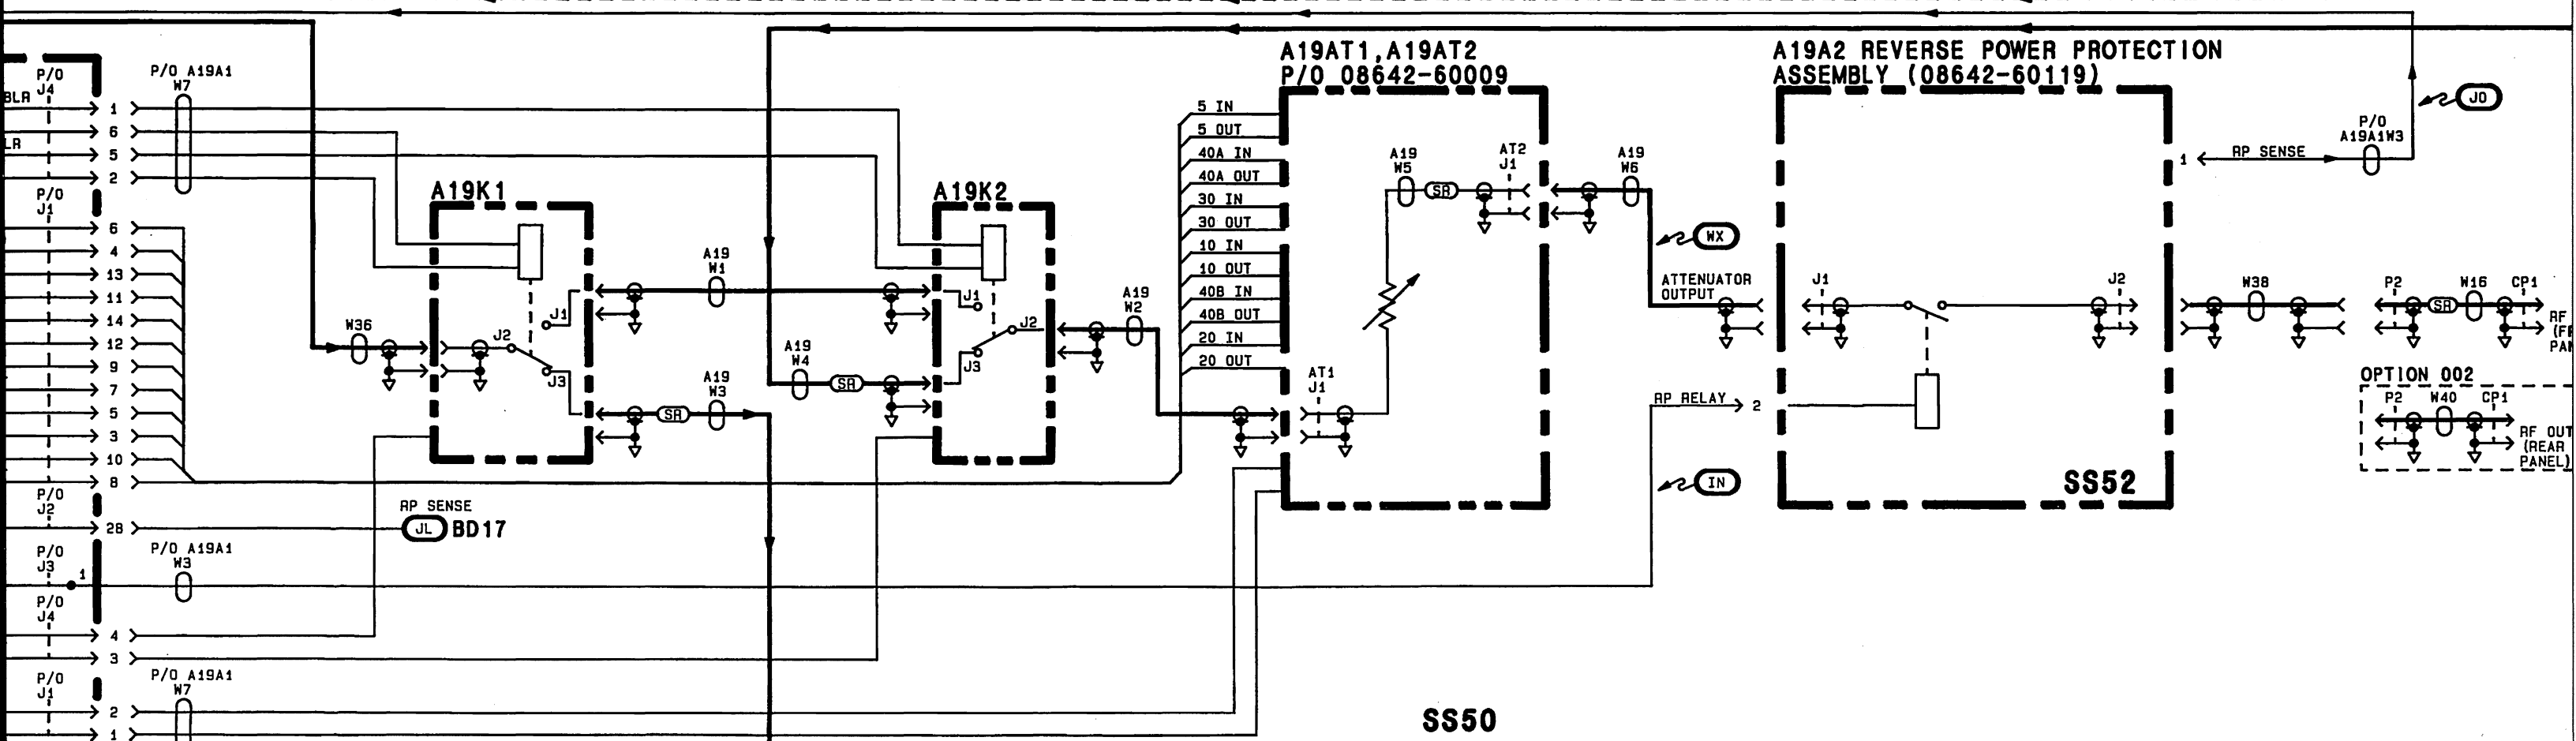 A19AT1,A19AT2
P/O 08642-60009
A19A2 REVERSE POWER PROTECTION
ASSEMBLY (08642-60119)
P/O
J4
P/O A19A1
W7
BLR
1
6
LR
5
2
P/O
J1
6
4
13
11
14
12
9
7
5
3
10
8
P/O
J2
28
RP SENSE
JL BD17
P/O
J3
1
P/O A19A1
W3
P/O
J4
4
3
P/O
J1
P/O A19A1
W7
2
1
W36
A19K1
J2
J1
J3
A19
W1
A19
W4
SR
A19
W3
SR
A19K2
J1
J2
J3
A19
W2
5 IN
5 OUT
40A IN
40A OUT
30 IN
30 OUT
10 IN
10 OUT
40B IN
40B OUT
20 IN
20 OUT
AT1
J1
A19
W5
SR
AT2
J1
A19
W6
WX
ATTENUATOR
OUTPUT
RP RELAY
2
IN
J1
J2
SS52
1
RP SENSE
P/O
A19A1W3
JO
W38
P2
SR
W16
CP1
RF
OPTION 002
P2
W40
CP1
RF OUT
(REAR
PANEL)
SS50